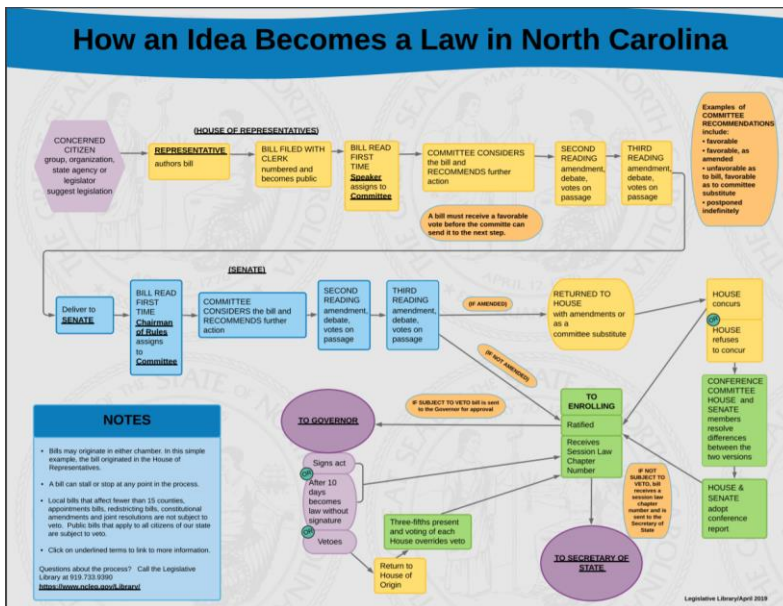 How an Idea Becomes a Law in North Carolina
(HOUSE OF REPRESENTATIVES)
CONCERNED
CITIZEN
group, organization,
state agency or
legislator
suggest legislation
REPRESENTATIVE
authors bill
BILL FILED WITH
CLERK
numbered and
becomes public
BILL READ
FIRST
TIME
Speaker
assigns to
Committee
COMMITTEE CONSIDERS
the bill and
RECOMMENDS further
action
SECOND
READING
amendment,
debate,
votes on
passage
THIRD
READING
amendment,
debate,
votes on
passage
Examples of
COMMITTEE
RECOMMENDATIONS
include:
• favorable
• favorable, as
amended
• unfavorable as
to bill, favorable
as to committee
substitute
• postponed
indefinitely
A bill must receive a favorable
vote before the committe can
send it to the next step.
(SENATE)
Deliver to
SENATE
BILL READ
FIRST
TIME
Chairman
of Rules
assigns
to
Committee
COMMITTEE
CONSIDERS the bill and
RECOMMENDS further
action
SECOND
READING
amendment,
debate,
votes on
passage
THIRD
READING
amendment,
debate,
votes on
passage
(IF AMENDED)
(IF NOT AMENDED)
RETURNED TO
HOUSE
with amendments or
as a
committee substitute
HOUSE
concurs
OR
HOUSE
refuses
to concur
CONFERENCE
COMMITTEE
HOUSE and
SENATE
members
resolve
differences
between the
two versions
HOUSE &
SENATE
adopt
conference
report
TO
ENROLLING
Ratified
Receives
Session Law
Chapter
Number
IF SUBJECT TO VETO bill is sent
to the Governor for approval
TO GOVERNOR
Signs act
OR
After 10
days
becomes
law without
signature
OR
Vetoes
Return to
House of
Origin
Three-fifths present
and voting of each
House overrides veto
IF NOT
SUBJECT TO
VETO, bill
receives a
session law
chapter
number and is
sent to the
Secretary of
State
TO SECRETARY OF
STATE
NOTES
• Bills may originate in either chamber. In this simple
example, the bill originated in the House of
Representatives.
• A bill can stall or stop at any point in the process.
• Local bills that affect fewer than 15 counties,
appointments bills, redistricting bills, constitutional
amendments and joint resolutions are not subject to
veto. Public bills that apply to all citizens of our state
are subject to veto.
• Click on underlined terms to link to more information.
Questions about the process? Call the Legislative
Library at 919.733.9390
https://www.ncleg.gov/Library/
Legislative Library/April 2019